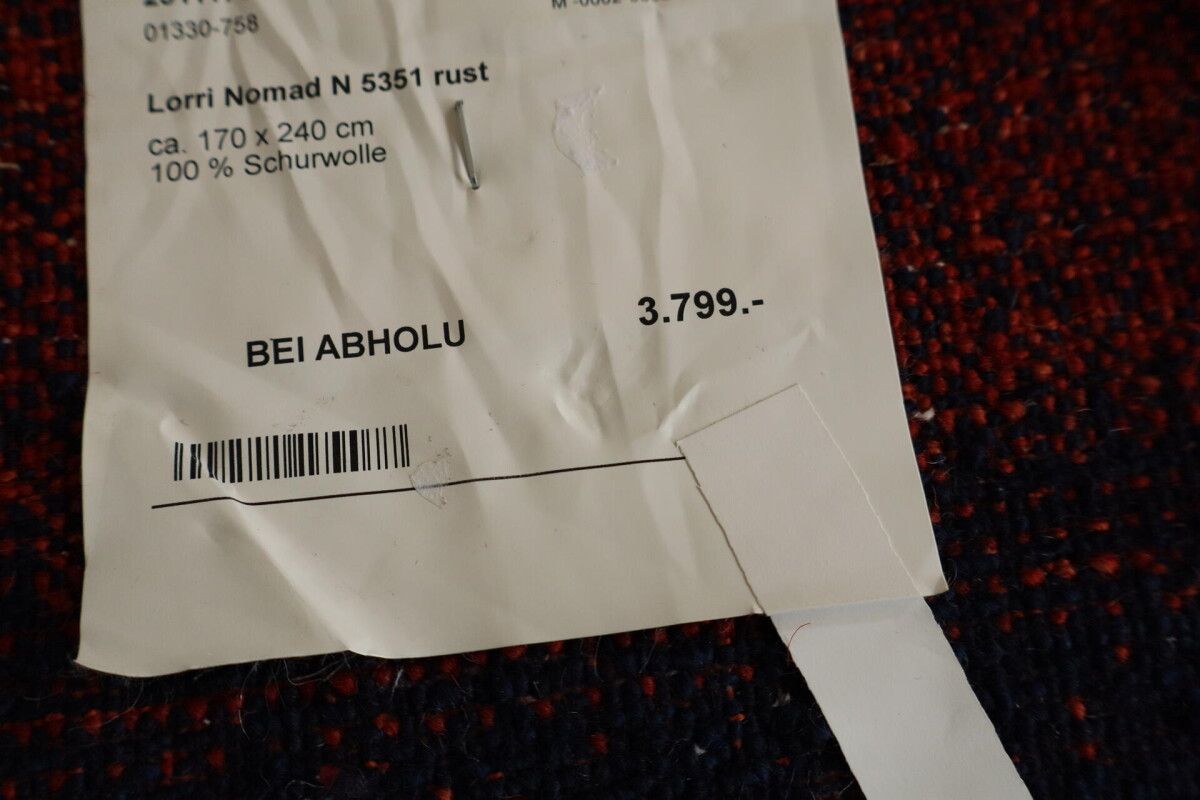 01330-758
Lorri Nomad N 5351 rust
ca. 170 x 240 cm
100 % Schurwolle
3.799.-
BEI ABHOLU